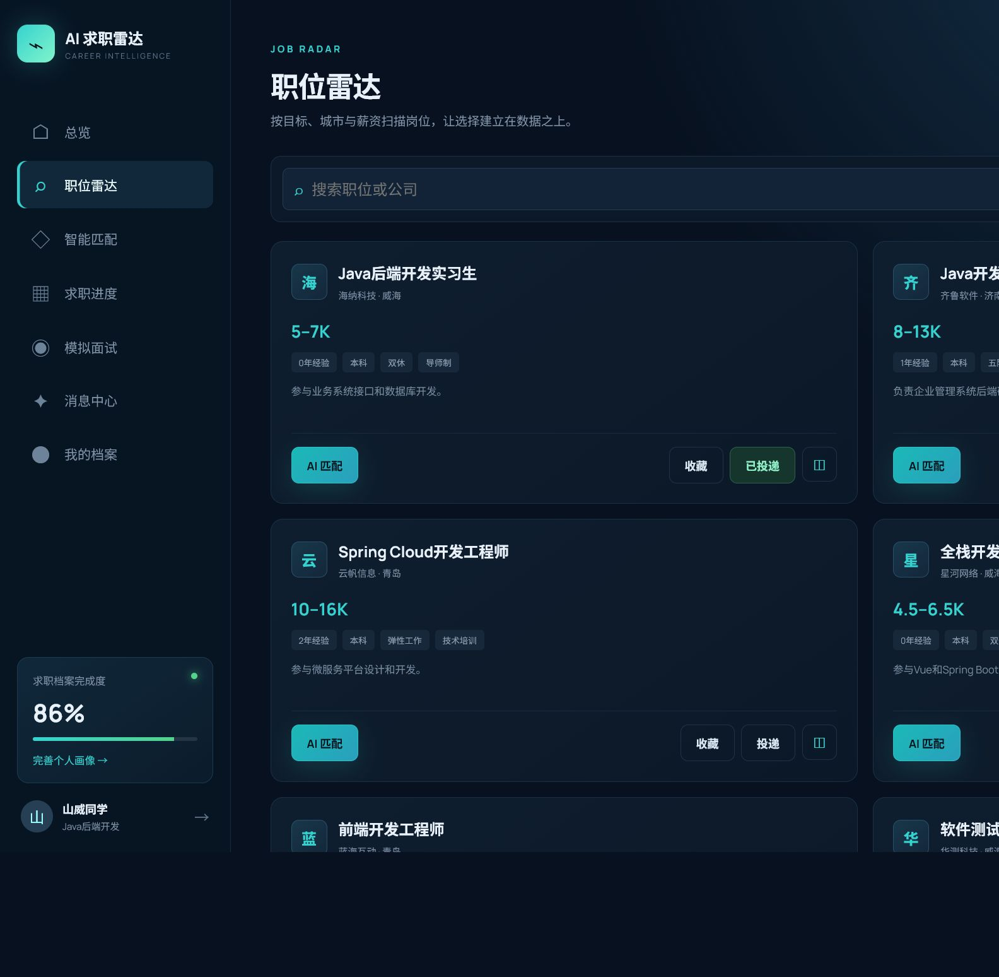 AI 求职雷达
CAREER INTELLIGENCE
总览
职位雷达
智能匹配
求职进度
模拟面试
消息中心
我的档案
求职档案完成度
86%
完善个人画像 →
山
山威同学
Java后端开发
→
JOB RADAR
职位雷达
按目标、城市与薪资扫描岗位，让选择建立在数据之上。
搜索职位或公司
海
Java后端开发实习生
海纳科技 · 威海
5–7K
0年经验 本科 双休 导师制
参与业务系统接口和数据库开发。
AI 匹配 收藏 已投递
齐
Java开发
齐鲁软件 · 济南
8–13K
1年经验 本科 五险
负责企业管理系统后端
AI 匹配
云
Spring Cloud开发工程师
云帆信息 · 青岛
10–16K
2年经验 本科 弹性工作 技术培训
参与微服务平台设计和开发。
AI 匹配 收藏 投递
星
全栈开发
星河网络 · 威海
4.5–6.5K
0年经验 本科 双
参与Vue和Spring Boot
AI 匹配
蓝
前端开发工程师
蓝海互动 · 青岛
华
软件测试
华测科技 · 威海